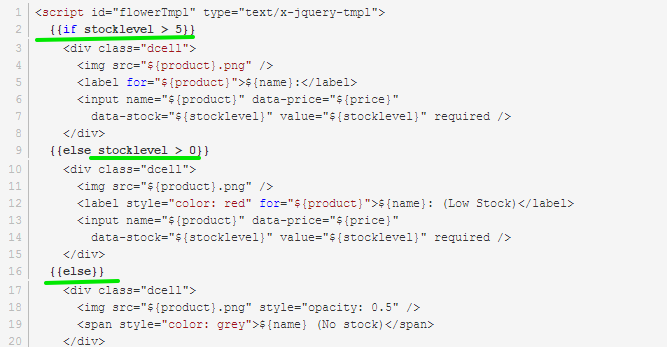 1 <script id="flowerTmpl" type="text/x-jquery-tmpl">
2 {{if stocklevel > 5}}
3 <div class="dcell">
4 <img src="${product}.png" />
5 <label for="${product}">${name}:</label>
6 <input name="${product}" data-price="${price}"
7 data-stock="${stocklevel}" value="${stocklevel}" required />
8 </div>
9 {{else stocklevel > 0}}
10 <div class="dcell">
11 <img src="${product}.png" />
12 <label style="color: red" for="${product}">${name}: (Low Stock)</label>
13 <input name="${product}" data-price="${price}"
14 data-stock="${stocklevel}" value="${stocklevel}" required />
15 </div>
16 {{else}}
17 <div class="dcell">
18 <img src="${product}.png" style="opacity: 0.5" />
19 <span style="color: grey">${name} (No stock)</span>
20 </div>